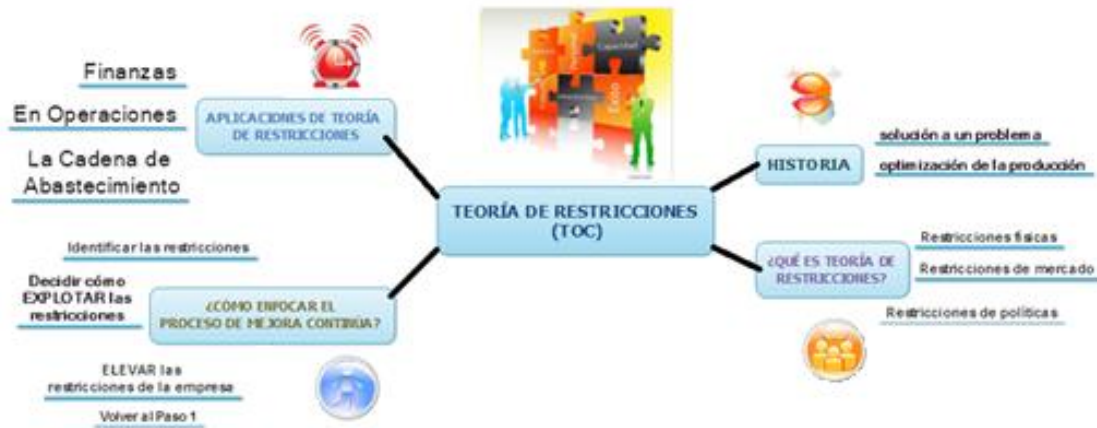 Finanzas
En Operaciones
La Cadena de
Abastecimiento
APLICACIONES DE TEORÍA
DE RESTRICCIONES
Capacidad
Éxito
HISTORIA
solución a un problema
optimización de la producción
TEORÍA DE RESTRICCIONES
(TOC)
¿QUÉ ES TEORÍA DE
RESTRICCIONES?
Restricciones físicas
Restricciones de mercado
Restricciones de políticas
¿CÓMO ENFOCAR EL
PROCESO DE MEJORA CONTINÚA?
Identificar las restricciones
Decidir cómo
EXPLOTAR las
restricciones
ELEVAR las
restricciones de la empresa
Volver al Paso 1